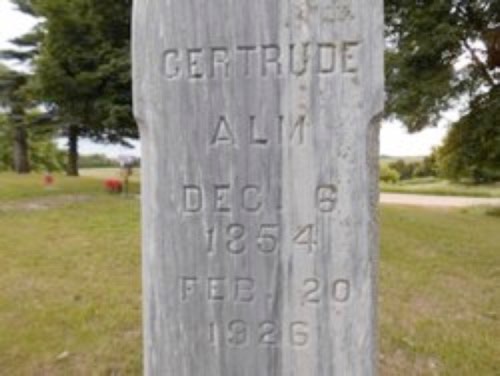 GERTRUDE
ALM
DEC. 6
1854
FEB. 20
1926